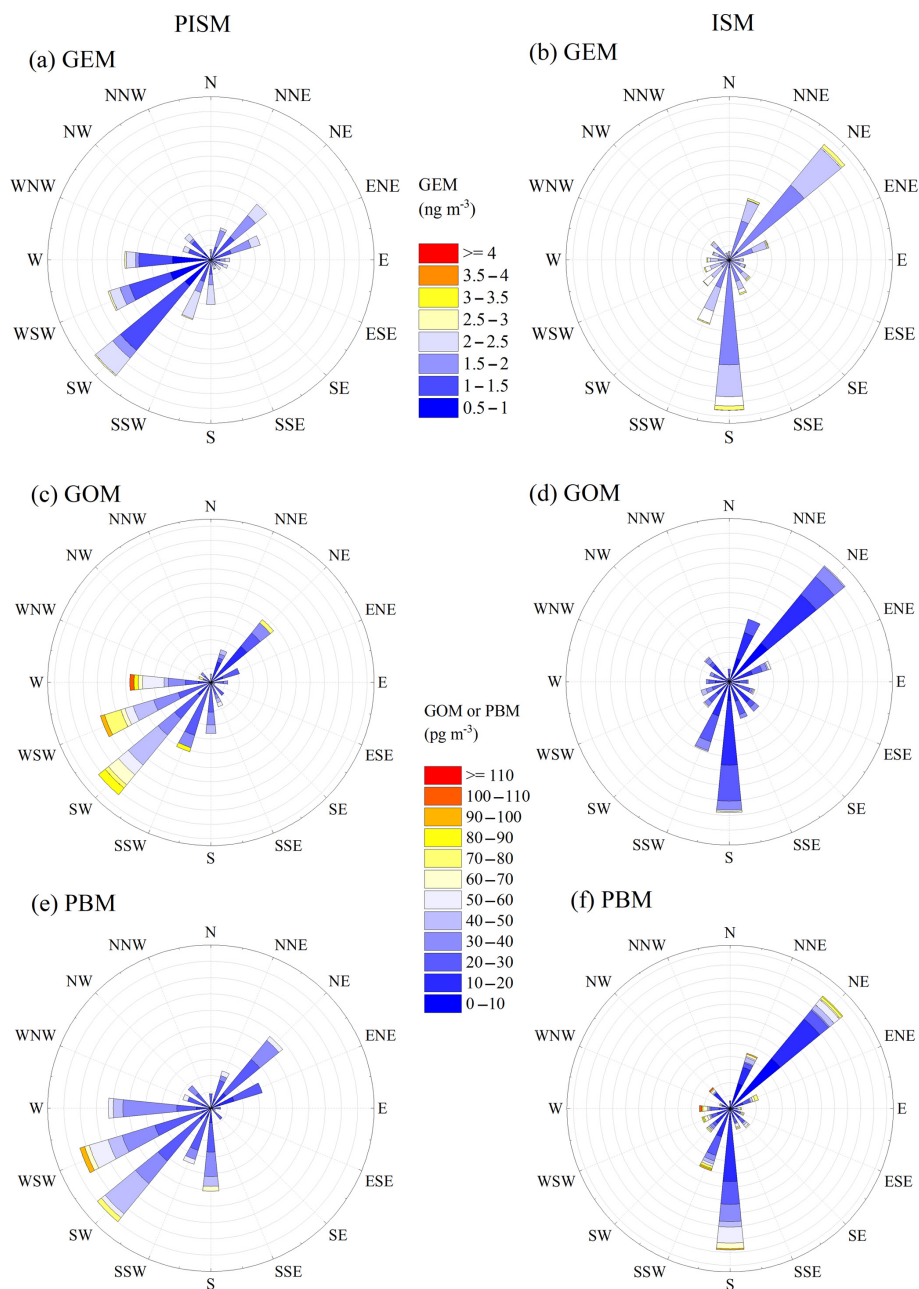 PISM
ISM
(a) GEM
(b) GEM
N
NNE
NE
ENE
E
ESE
SE
SSE
S
SSW
SW
WSW
W
WNW
NW
NNW
GEM
(ng m-3)
>= 4
3.5–4
3–3.5
2.5–3
2–2.5
1.5–2
1–1.5
0.5–1
N
NNE
NE
ENE
E
ESE
SE
SSE
S
SSW
SW
WSW
W
WNW
NW
NNW
(c) GOM
(d) GOM
N
NNE
NE
ENE
E
ESE
SE
SSE
S
SSW
SW
WSW
W
WNW
NW
NNW
GOM or PBM
(pg m-3)
>= 110
100–110
90–100
80–90
70–80
60–70
50–60
40–50
30–40
20–30
10–20
0–10
N
NNE
NE
ENE
E
ESE
SE
SSE
S
SSW
SW
WSW
W
WNW
NW
NNW
(e) PBM
(f) PBM
N
NNE
NE
ENE
E
ESE
SE
SSE
S
SSW
SW
WSW
W
WNW
NW
NNW
N
NNE
NE
ENE
E
ESE
SE
SSE
S
SSW
SW
WSW
W
WNW
NW
NNW